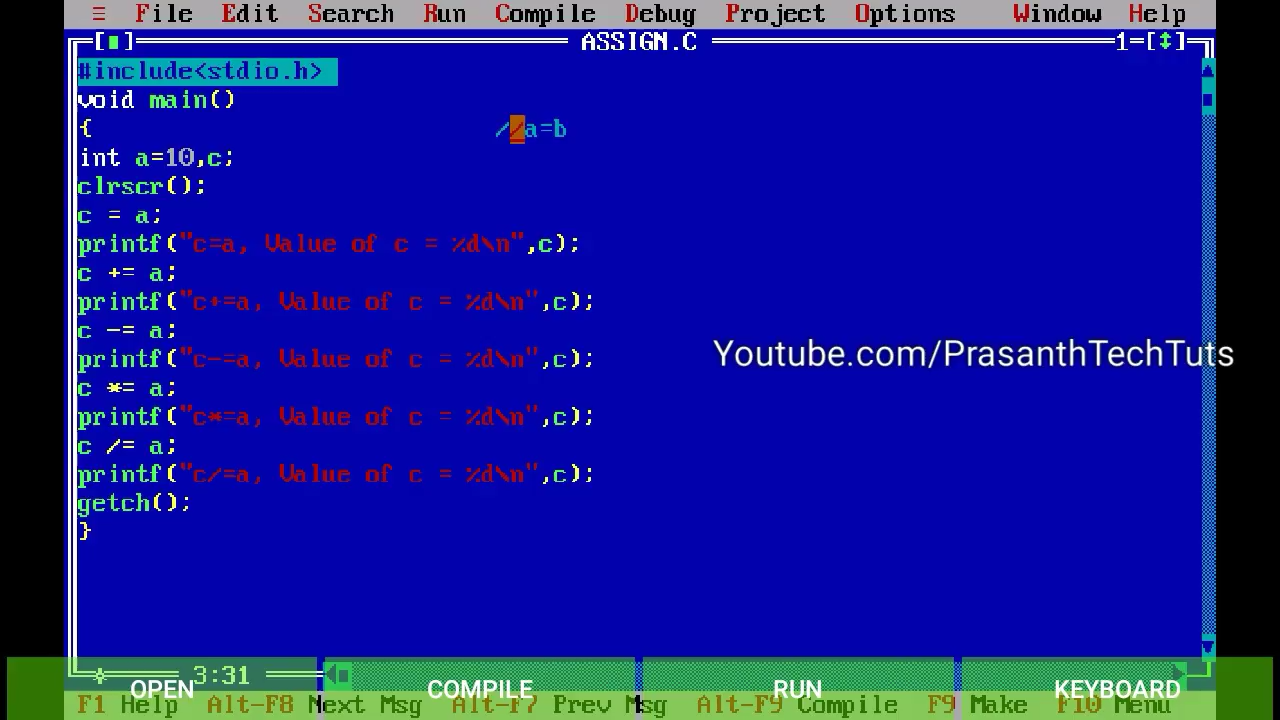 ≡ File Edit Search Run Compile Debug Project Options Window Help
[■] ASSIGN.C 1=[↕]
#include<stdio.h>
void main()
{ //a=b
int a=10,c;
clrscr();
c = a;
printf("c=a, Value of c = %d\n",c);
c += a;
printf("c+=a, Value of c = %d\n",c);
c -= a;
Youtube.com/PrasanthTechTuts
printf("c-=a, Value of c = %d\n",c);
c *= a;
printf("c*=a, Value of c = %d\n",c);
c /= a;
printf("c/=a, Value of c = %d\n",c);
getch();
}
3:31
OPEN COMPILE RUN KEYBOARD
F1 Help Alt-F8 Next Msg Alt-F7 Prev Msg Alt-F9 Compile F9 Make F10 Menu